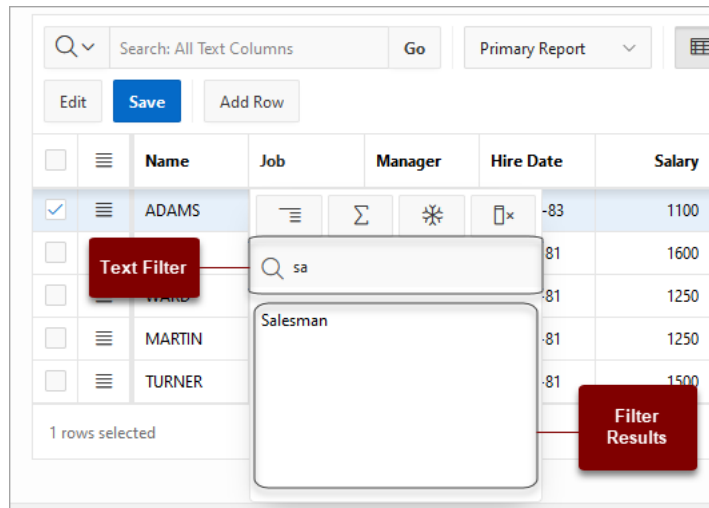 Search: All Text Columns
Go
Primary Report
Edit
Save
Add Row
Name
Job
Manager
Hire Date
Salary
ADAMS
-83
1100
Text Filter
sa
81
1600
WARD
-81
1250
Salesman
MARTIN
-81
1250
TURNER
-81
1500
1 rows selected
Filter
Results